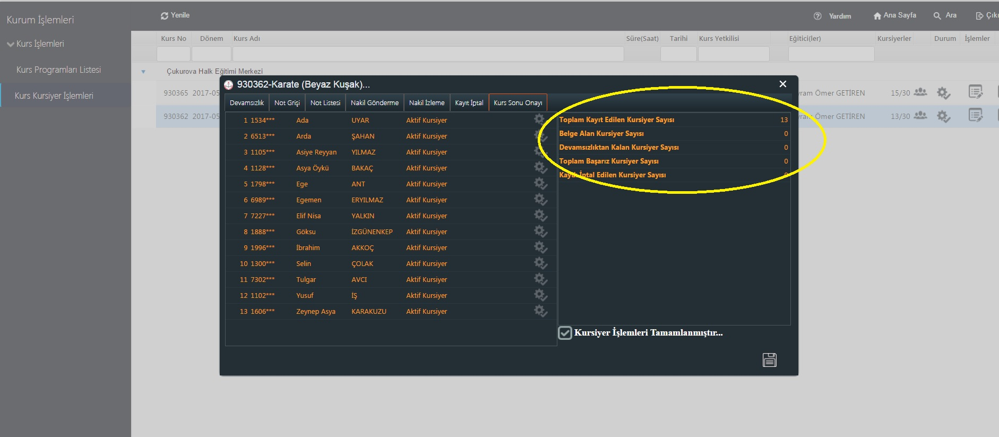 Kurum İşlemleri
Yenile
Yardım
Ana Sayfa
Ara
Kurs İşlemleri
Kurs Programları Listesi
Kurs Kursiyer İşlemleri
Kurs No Dönem Kurs Adı Süre(Saat) Tarihi Kurs Yetkilisi Eğitici(ler) Kursiyerler Durum İşlemler
Çukurova Halk Eğitimi Merkezi
930365 2017-05 Ömer GETİREN 15/30
930362 2017-05 Ömer GETİREN 13/30
930362-Karate (Beyaz Kuşak)...
Devamsızlık Not Grişi Not Listesi Nakil Gönderme Nakil İzleme Kayıt İptal Kurs Sonu Onayı
1 1534*** Ada UYAR Aktif Kursiyer
2 6513*** Arda ŞAHAN Aktif Kursiyer
3 1105*** Asiye Reyyan YILMAZ Aktif Kursiyer
4 1128*** Asya Öykü BAKAÇ Aktif Kursiyer
5 1798*** Ege ANT Aktif Kursiyer
6 6989*** Egemen ERYILMAZ Aktif Kursiyer
7 7227*** Elif Nisa YALKIN Aktif Kursiyer
8 1888*** Göksu İZGÜNENKEP Aktif Kursiyer
9 1996*** İbrahim AKKOÇ Aktif Kursiyer
10 1300*** Selin ÇOLAK Aktif Kursiyer
11 7302*** Tulgar AVCI Aktif Kursiyer
12 1102*** Yusuf İŞ Aktif Kursiyer
13 1606*** Zeynep Asya KARAKUZU Aktif Kursiyer
Toplam Kayıt Edilen Kursiyer Sayısı 13
Belge Alan Kursiyer Sayısı 0
Devamsızlıktan Kalan Kursiyer Sayısı 0
Toplam Başarız Kursiyer Sayısı 0
Kayıt İptal Edilen Kursiyer Sayısı 0
Kursiyer İşlemleri Tamamlanmıştır...